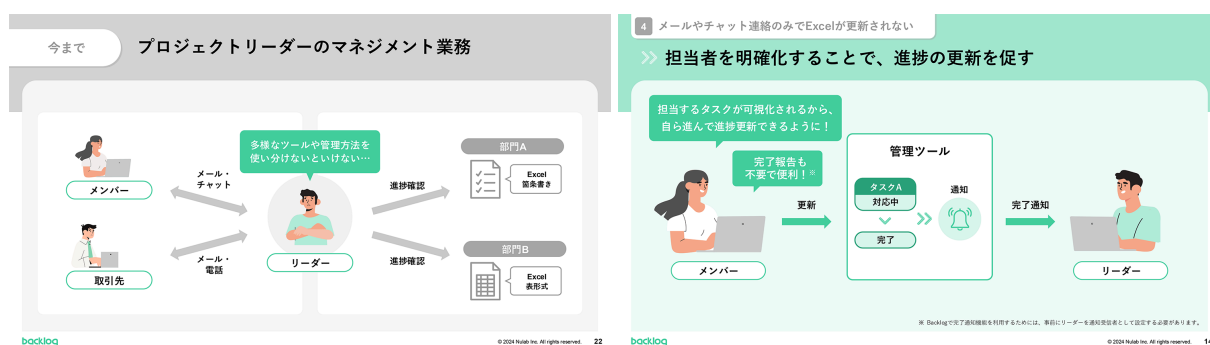 今まで
プロジェクトリーダーのマネジメント業務
多様なツールや管理方法を
使い分けないといけない…
メンバー
メール・
チャット
取引先
メール・
電話
リーダー
進捗確認
進捗確認
部門A
Excel
箇条書き
部門B
Excel
表形式
backlog
© 2024 Nulab Inc. All rights reserved.
22
4
メールやチャット連絡のみでExcelが更新されない
担当者を明確化することで、進捗の更新を促す
担当するタスクが可視化されるから、
自ら進んで進捗更新できるように！
完了報告も
不要で便利！※
メンバー
更新
管理ツール
タスクA
対応中
完了
通知
完了通知
リーダー
※ Backlogで完了通知機能を利用するためには、事前にリーダーを通知受信者として設定する必要があります。
backlog
© 2024 Nulab Inc. All rights reserved.
14